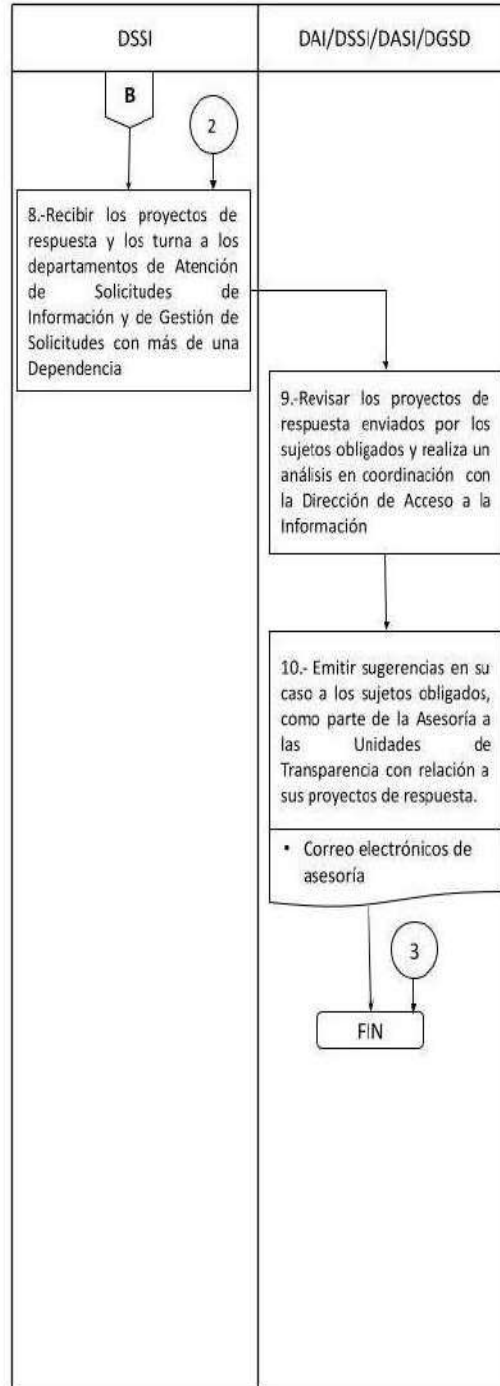 DSSI
DAI/DSSI/DASI/DGSD
B
2
8.-Recibir los proyectos de
respuesta y los turna a los
departamentos de Atención
de Solicitudes de
Información y de Gestión de
Solicitudes con más de una
Dependencia
9.-Revisar los proyectos de
respuesta enviados por los
sujetos obligados y realiza un
análisis en coordinación con
la Dirección de Acceso a la
Información
10.- Emitir sugerencias en su
caso a los sujetos obligados,
como parte de la Asesoría a
las Unidades de
Transparencia con relación a
sus proyectos de respuesta.
• Correo electrónicos de
asesoría
3
FIN